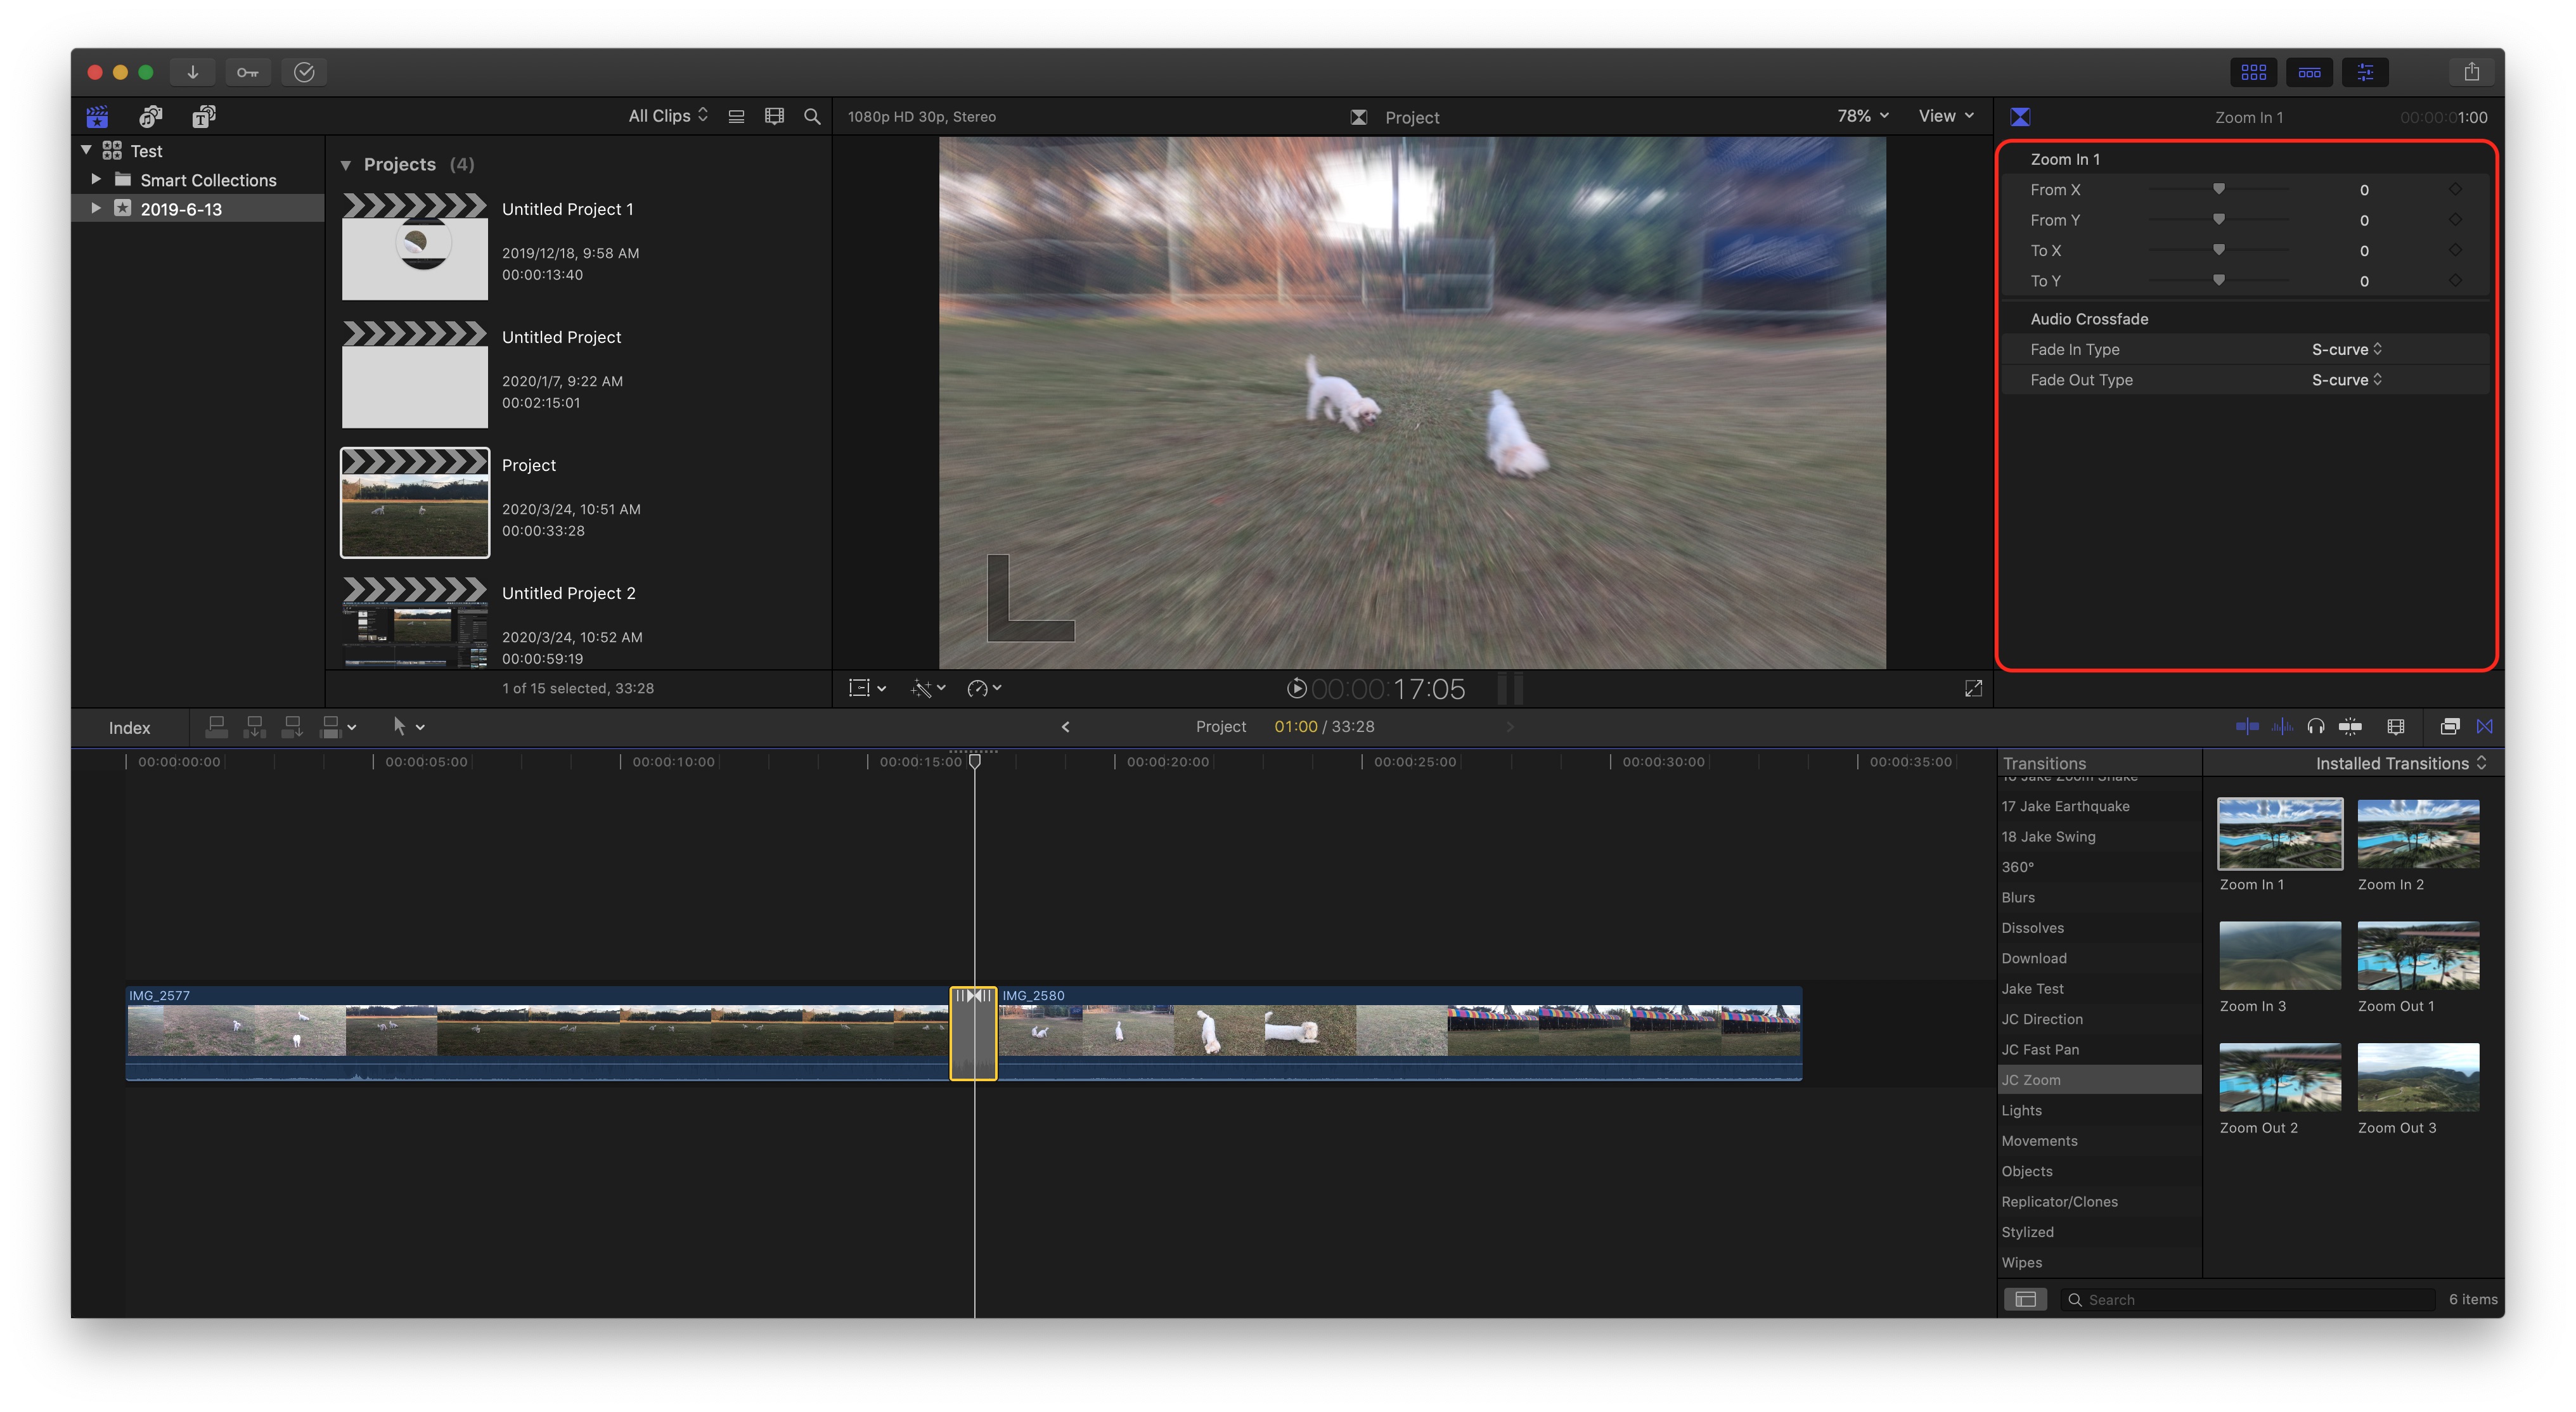 All Clips
1080p HD 30p, Stereo
Project
78%
View
Zoom In 1
00:00:01:00
Test
Smart Collections
2019-6-13
Projects (4)
Untitled Project 1
2019/12/18, 9:58 AM
00:00:13:40
Untitled Project
2020/1/7, 9:22 AM
00:02:15:01
Project
2020/3/24, 10:51 AM
00:00:33:28
Untitled Project 2
2020/3/24, 10:52 AM
00:00:59:19
1 of 15 selected, 33:28
00:00:17:05
Zoom In 1
From X 0
From Y 0
To X 0
To Y 0
Audio Crossfade
Fade In Type S-curve
Fade Out Type S-curve
Index
Project 01:00 / 33:28
00:00:00:00 00:00:05:00 00:00:10:00 00:00:15:00 00:00:20:00 00:00:25:00 00:00:30:00 00:00:35:00
IMG_2577
IMG_2580
Transitions
Installed Transitions
16 Jake Zoom Shake
17 Jake Earthquake
18 Jake Swing
360°
Blurs
Dissolves
Download
Jake Test
JC Direction
JC Fast Pan
JC Zoom
Lights
Movements
Objects
Replicator/Clones
Stylized
Wipes
Zoom In 1
Zoom In 2
Zoom In 3
Zoom Out 1
Zoom Out 2
Zoom Out 3
Search
6 items